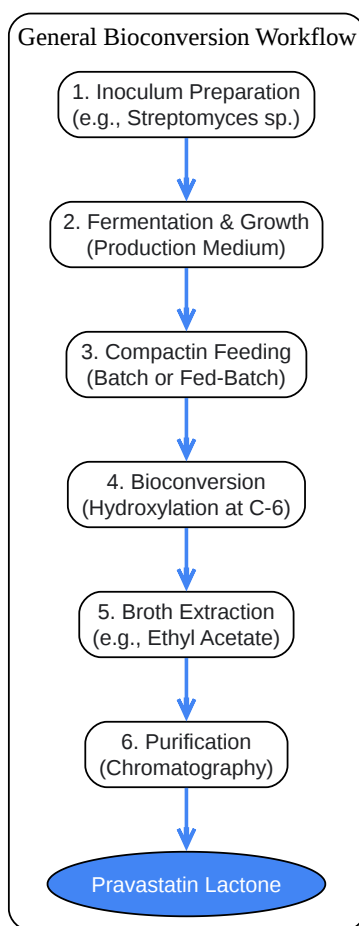 General Bioconversion Workflow
1. Inoculum Preparation
(e.g., Streptomyces sp.)
2. Fermentation & Growth
(Production Medium)
3. Compactin Feeding
(Batch or Fed-Batch)
4. Bioconversion
(Hydroxylation at C-6)
5. Broth Extraction
(e.g., Ethyl Acetate)
6. Purification
(Chromatography)
Pravastatin Lactone